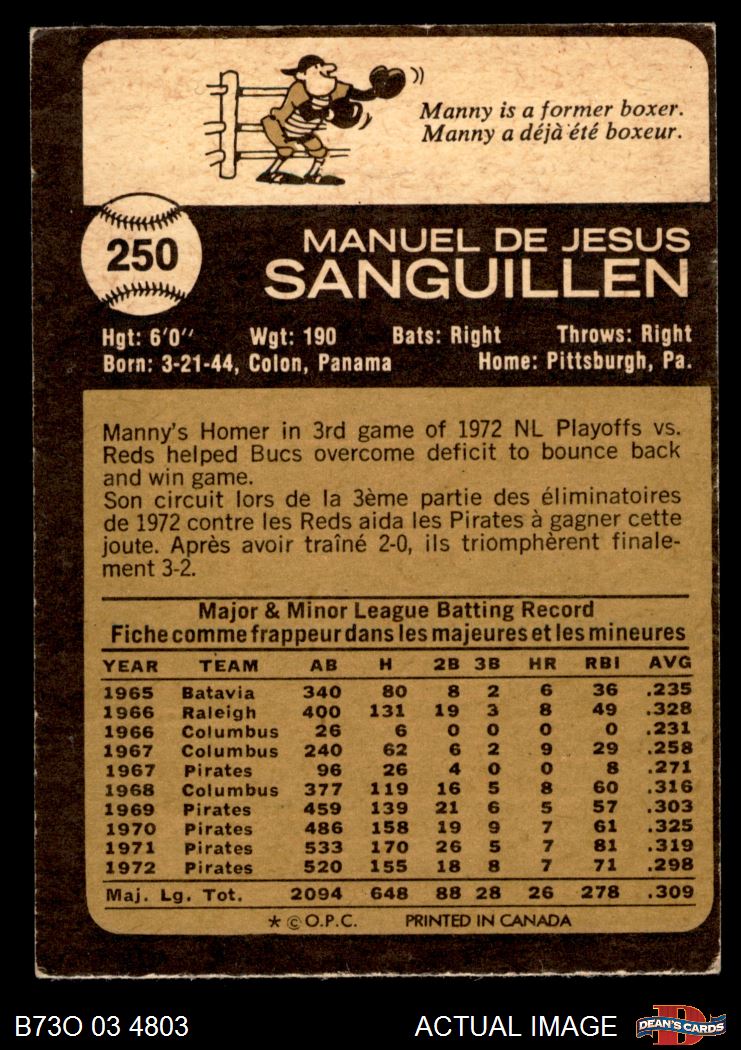 Manny is a former boxer.
Manny a déjà été boxeur.
250
MANUEL DE JESUS
SANGUILLEN
Hgt: 6'0" Wgt: 190 Bats: Right Throws: Right
Born: 3-21-44, Colon, Panama Home: Pittsburgh, Pa.
Manny's Homer in 3rd game of 1972 NL Playoffs vs.
Reds helped Bucs overcome deficit to bounce back
and win game.
Son circuit lors de la 3ème partie des éliminatoires
de 1972 contre les Reds aida les Pirates à gagner cette
joute. Après avoir traîné 2-0, ils triomphèrent finale-
ment 3-2.
Major & Minor League Batting Record
Fiche comme frappeur dans les majeures et les mineures
YEAR TEAM AB H 2B 3B HR RBI AVG
1965 Batavia 340 80 8 2 6 36 .235
1966 Raleigh 400 131 19 3 8 49 .328
1966 Columbus 26 6 0 0 0 0 .231
1967 Columbus 240 62 6 2 9 29 .258
1967 Pirates 96 26 4 0 0 8 .271
1968 Columbus 377 119 16 5 8 60 .316
1969 Pirates 459 139 21 6 5 57 .303
1970 Pirates 486 158 19 9 7 61 .325
1971 Pirates 533 170 26 5 7 81 .319
1972 Pirates 520 155 18 8 7 71 .298
Maj. Lg. Tot. 2094 648 88 28 26 278 .309
* © O.P.C. PRINTED IN CANADA
B73O 03 4803 ACTUAL IMAGE DEAN'S CARDS